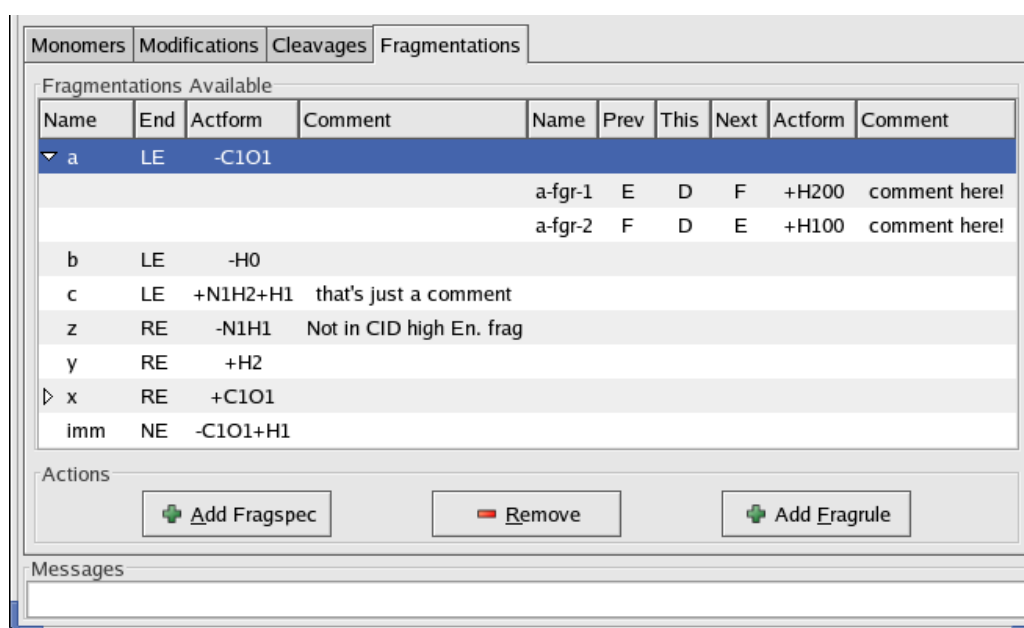 Monomers Modifications Cleavages Fragmentations
Fragmentations Available
Name End Actform Comment Name Prev This Next Actform Comment
a LE -C1O1
a-fgr-1 E D F +H200 comment here!
a-fgr-2 F D E +H100 comment here!
b LE -H0
c LE +N1H2+H1 that's just a comment
z RE -N1H1 Not in CID high En. frag
y RE +H2
x RE +C1O1
imm NE -C1O1+H1
Actions
Add Fragspec Remove Add Fragrule
Messages